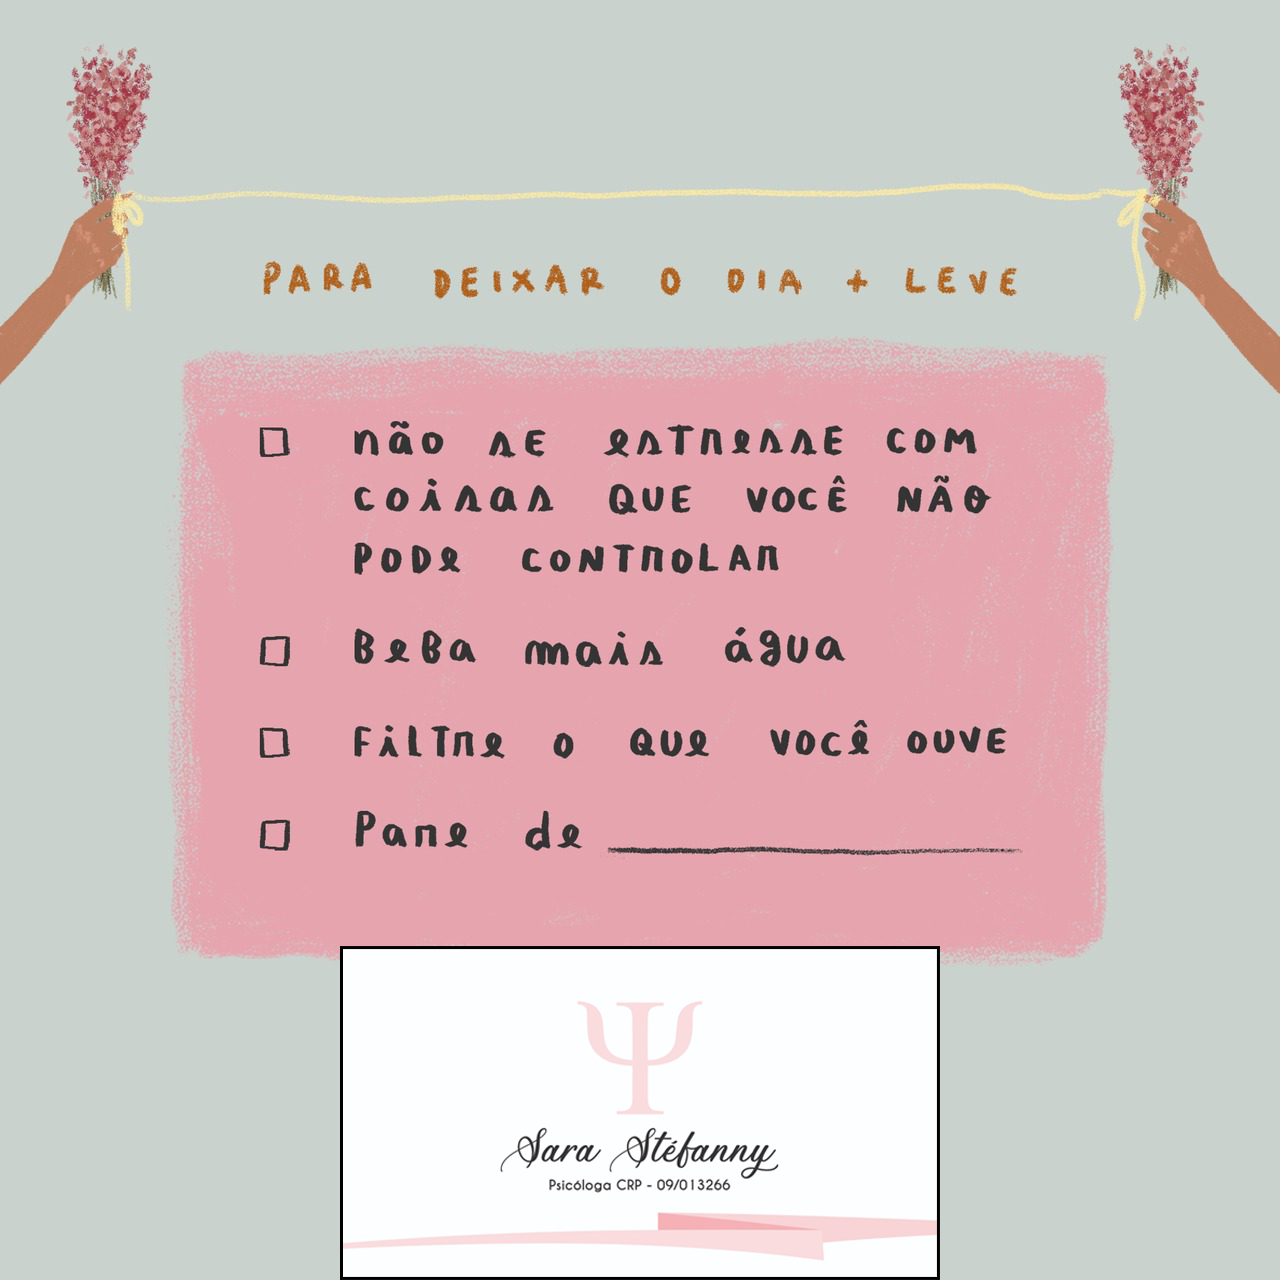 PARA DEIXAR O DIA + LEVE
não se estresse com
coisas QUE você NÃO
pode controlar
Beba mais água
Filtre o que você ouve
Pare de
Ψ
Sara Stéfanny
Psicóloga CRP - 09/013266